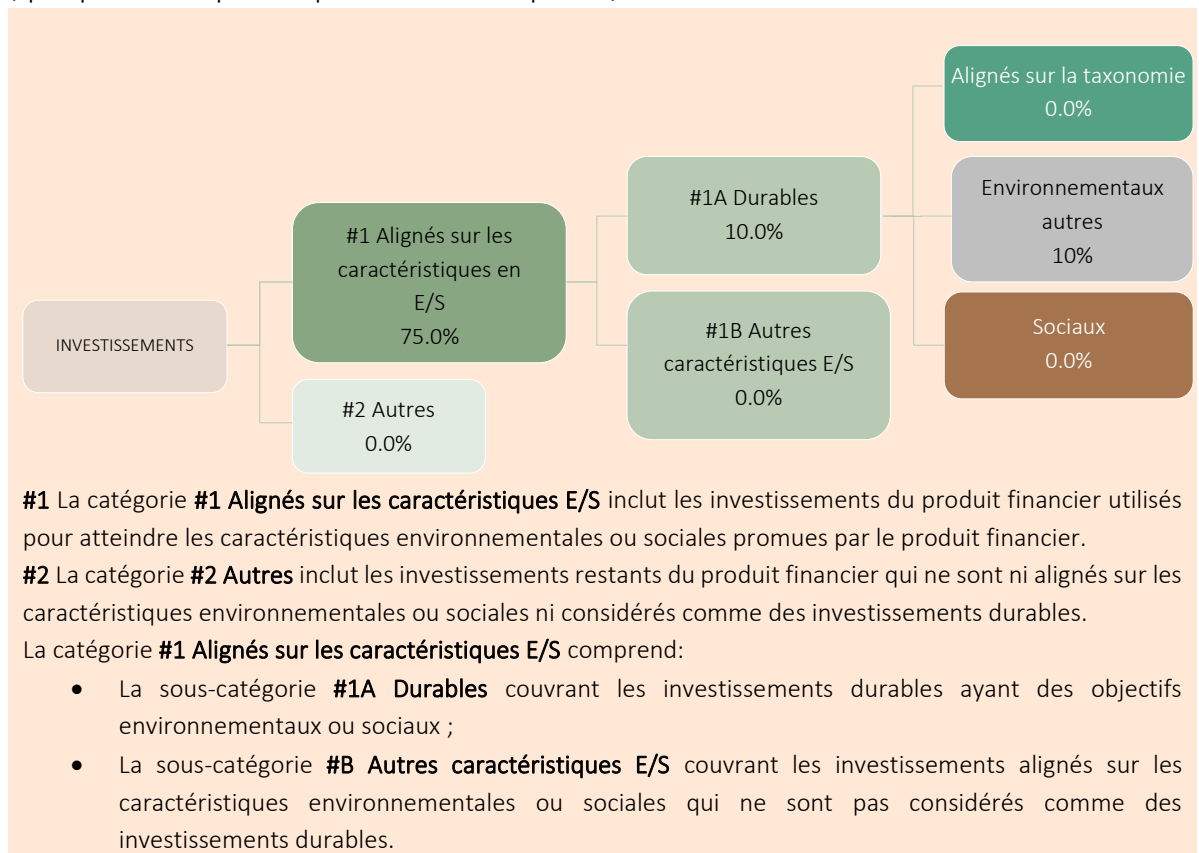 Alignés sur la taxonomie
0.0%
#1A Durables
10.0%
Environnementaux
autres
10%
#1 Alignés sur les
caractéristiques en
E/S
75.0%
INVESTISSEMENTS
#1B Autres
caractéristiques E/S
0.0%
Sociaux
0.0%
#2 Autres
0.0%
#1 La catégorie #1 Alignés sur les caractéristiques E/S inclut les investissements du produit financier utilisés
pour atteindre les caractéristiques environnementales ou sociales promues par le produit financier.
#2 La catégorie #2 Autres inclut les investissements restants du produit financier qui ne sont ni alignés sur les
caractéristiques environnementales ou sociales ni considérés comme des investissements durables.
La catégorie #1 Alignés sur les caractéristiques E/S comprend:
• La sous-catégorie #1A Durables couvrant les investissements durables ayant des objectifs
environnementaux ou sociaux ;
• La sous-catégorie #B Autres caractéristiques E/S couvrant les investissements alignés sur les
caractéristiques environnementales ou sociales qui ne sont pas considérés comme des
investissements durables.